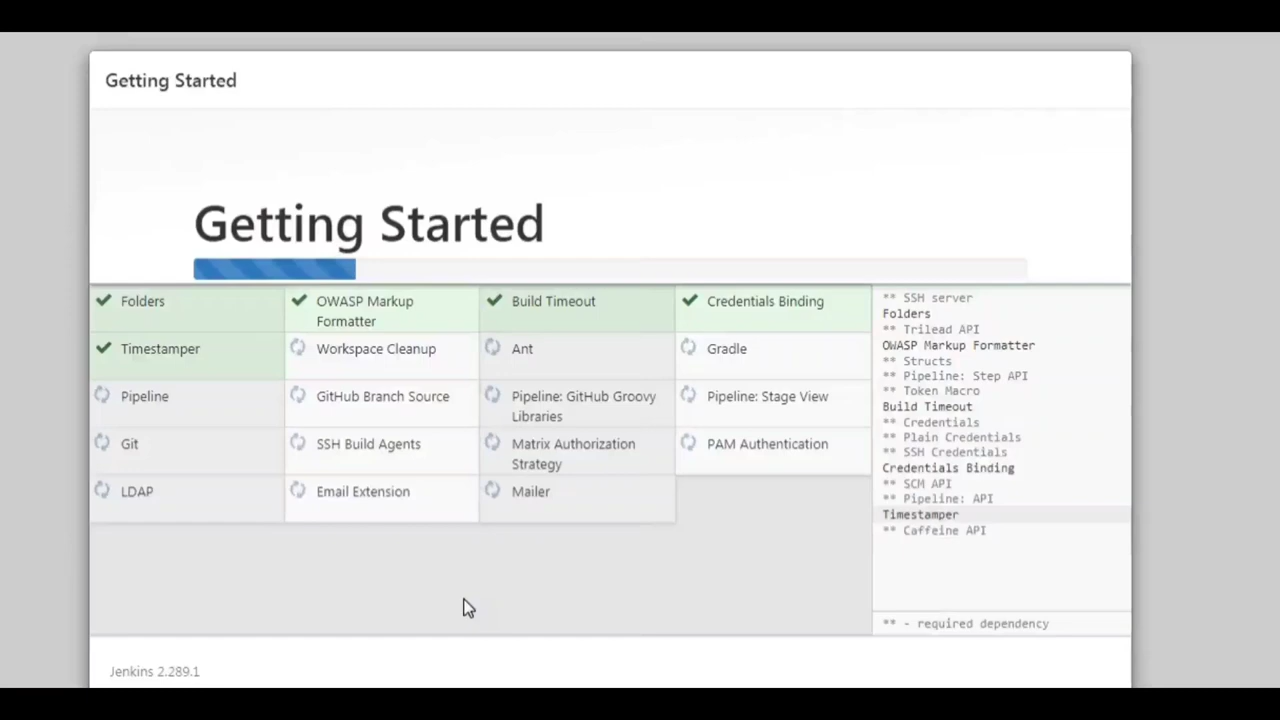 Getting Started
Getting Started
Folders
OWASP Markup
Formatter
Build Timeout
Credentials Binding
Timestamper
Workspace Cleanup
Ant
Gradle
Pipeline
GitHub Branch Source
Pipeline: GitHub Groovy
Libraries
Pipeline: Stage View
Git
SSH Build Agents
Matrix Authorization
Strategy
PAM Authentication
LDAP
Email Extension
Mailer
** SSH server
Folders
** Trilead API
OWASP Markup Formatter
** Structs
** Pipeline: Step API
** Token Macro
Build Timeout
** Credentials
** Plain Credentials
** SSH Credentials
Credentials Binding
** SCM API
** Pipeline: API
Timestamper
** Caffeine API
** - required dependency
Jenkins 2.289.1